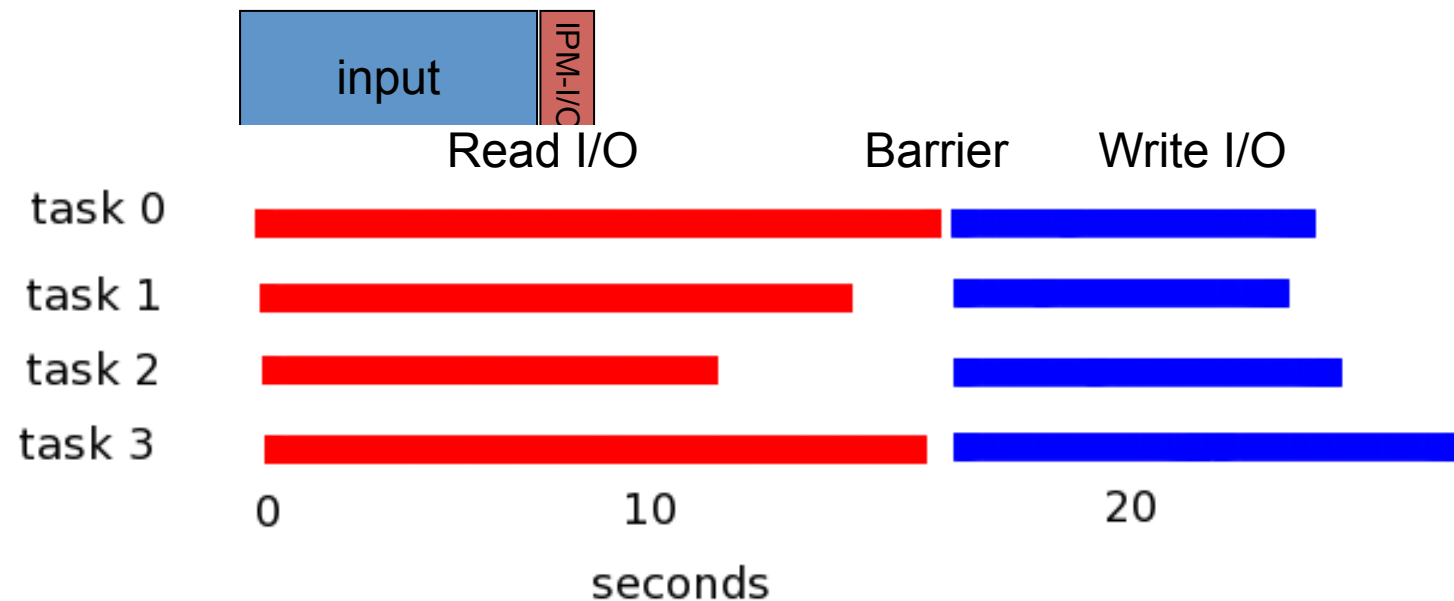 input
IPM-I/O
Read I/O Barrier Write I/O
task 0
task 1
task 2
task 3
0 10 20
seconds